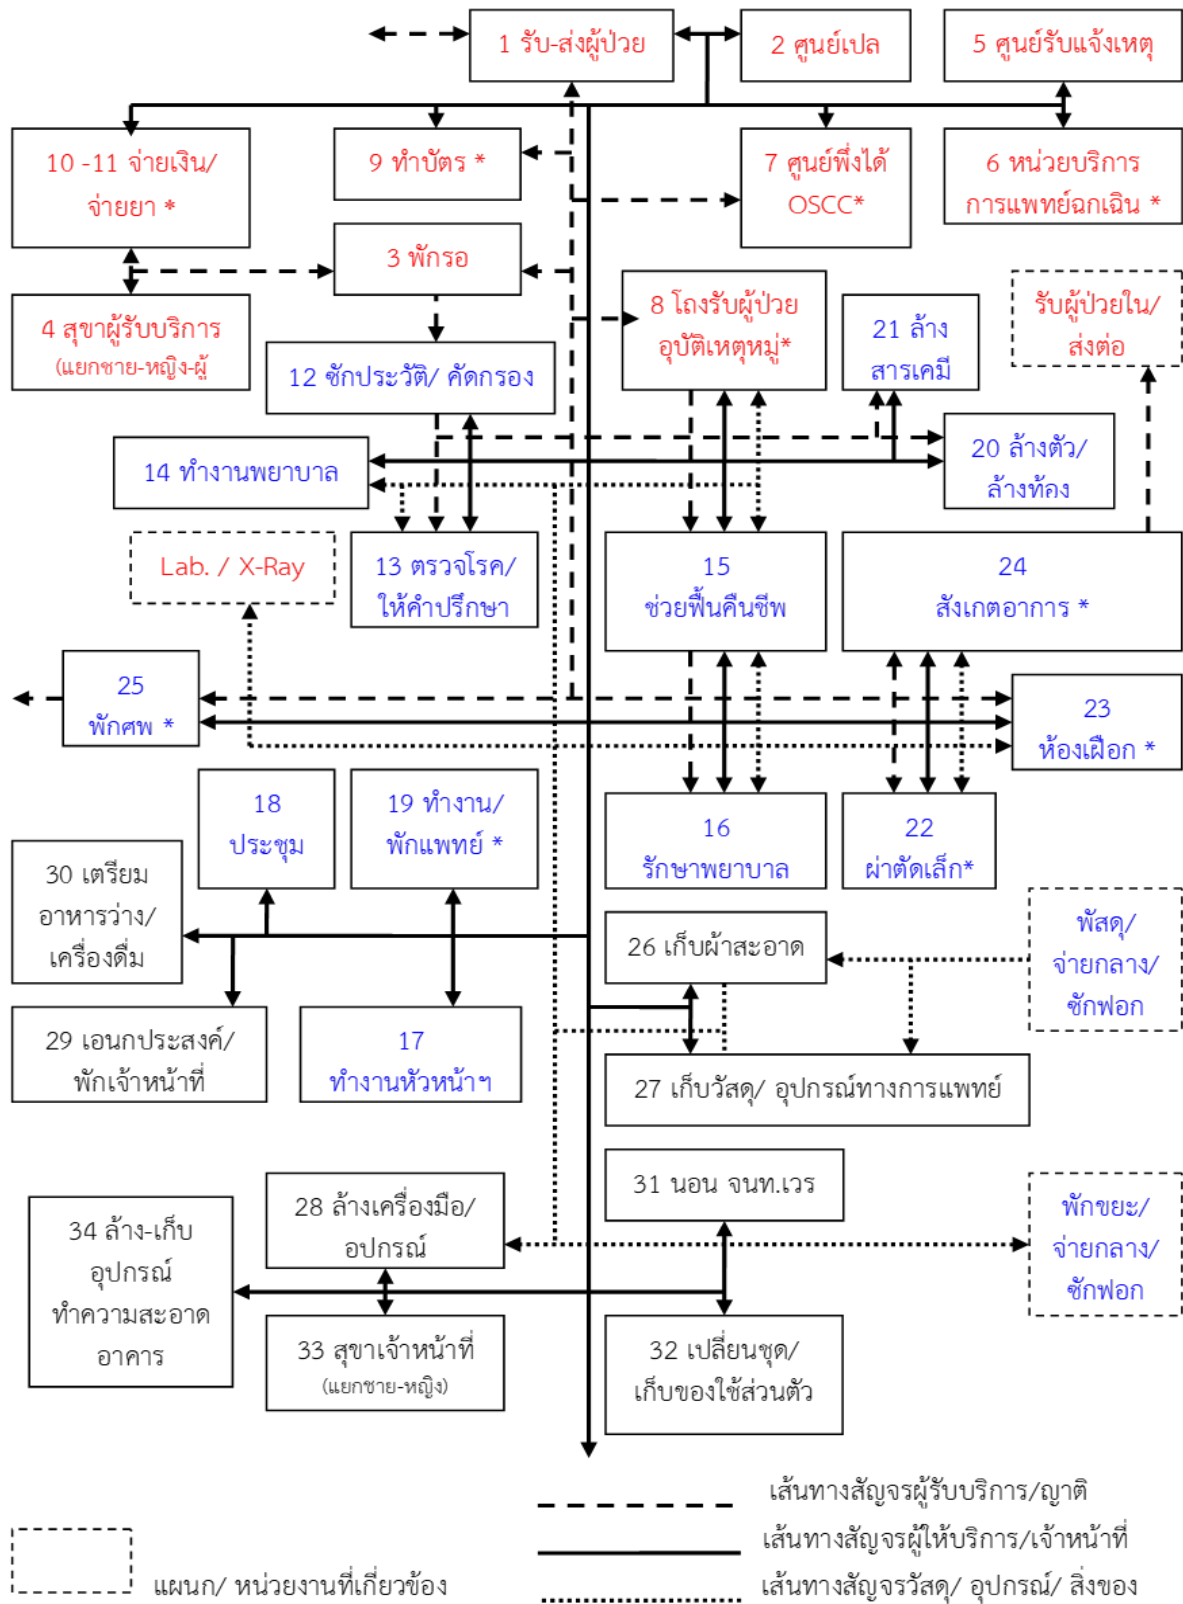 1 รับ-ส่งผู้ป่วย
2 ศูนย์เปล
5 ศูนย์รับแจ้งเหตุ
10 -11 จ่ายเงิน/
จ่ายยา *
9 ทำบัตร *
7 ศูนย์พึ่งได้
OSCC*
6 หน่วยบริการ
การแพทย์ฉกเฉิน *
3 พักรอ
4 สุขาผู้รับบริการ
(แยกชาย-หญิง-ผู้
8 โถงรับผู้ป่วย
อุบัติเหตุหมู่*
21 ล้าง
สารเคมี
รับผู้ป่วยใน/
ส่งต่อ
12 ซักประวัติ/ คัดกรอง
14 ทำงานพยาบาล
20 ล้างตัว/
ล้างท้อง
Lab. / X-Ray
13 ตรวจโรค/
ให้คำปรึกษา
15
ช่วยฟื้นคืนชีพ
24
สังเกตอาการ *
25
พักศพ *
23
ห้องเฝือก *
18
ประชุม
19 ทำงาน/
พักแพทย์ *
16
รักษาพยาบาล
22
ผ่าตัดเล็ก*
30 เตรียม
อาหารว่าง/
เครื่องดื่ม
26 เก็บผ้าสะอาด
พัสดุ/
จ่ายกลาง/
ซักฟอก
29 เอนกประสงค์/
พักเจ้าหน้าที่
17
ทำงานหัวหน้าฯ
27 เก็บวัสดุ/ อุปกรณ์ทางการแพทย์
31 นอน จนท.เวร
28 ล้างเครื่องมือ/
อปกรณ์
34 ล้าง-เก็บ
อุปกรณ์
ทำความสะอาด
อาคาร
พักขยะ/
จ่ายกลาง/
ซักฟอก
33 สุขาเจ้าหน้าที่
(แยกชาย-หญิง)
32 เปลี่ยนชุด/
เก็บของใช้ส่วนตัว
เส้นทางสัญจรผู้รับบริการ/ญาติ
เส้นทางสัญจรผู้ให้บริการ/เจ้าหน้าที่
แผนก/ หน่วยงานที่เกี่ยวข้อง
เส้นทางสัญจรวัสดุ/ อุปกรณ์/ สิ่งของ